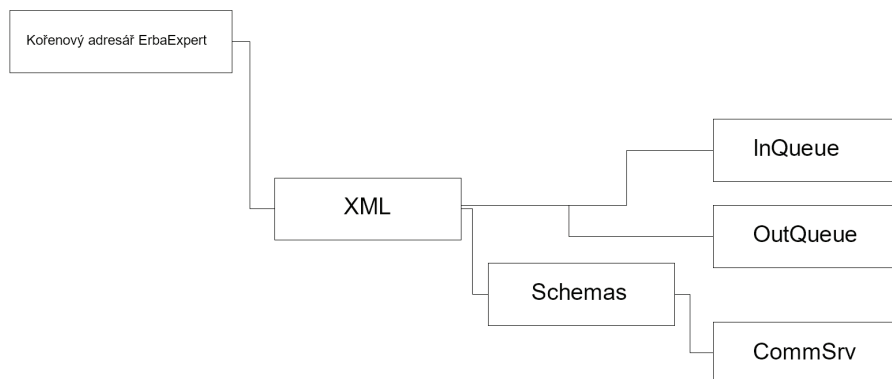 Kořenový adresář ErbaExpert
InQueue
XML
OutQueue
Schemas
CommSrv